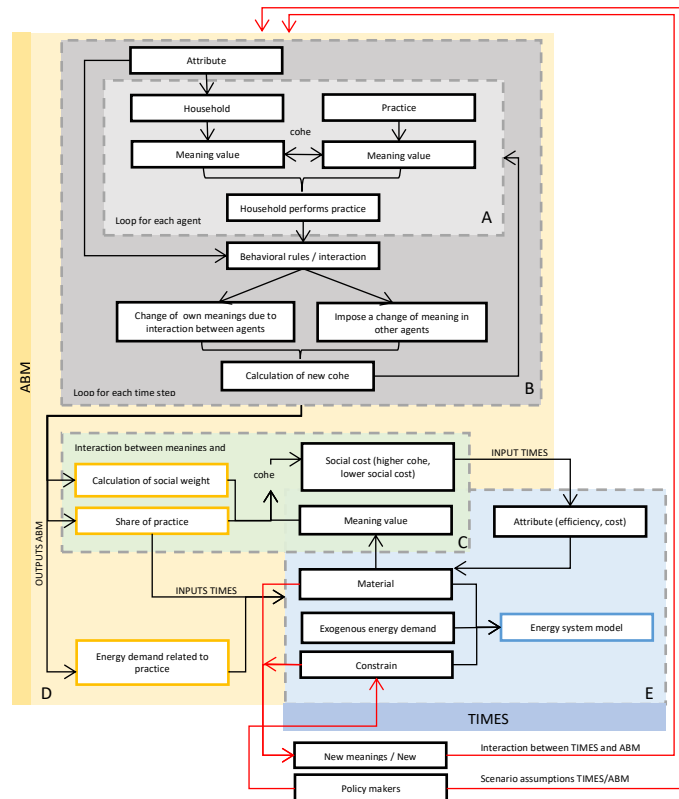 Attribute
Household
Practice
cohe
Meaning value
Meaning value
Household performs practice
Loop for each agent
A
Behavioral rules / interaction
Change of own meanings due to
interaction between agents
Impose a change of meaning in
other agents
Calculation of new cohe
Loop for each time step
B
ABM
Interaction between meanings and
Calculation of social weight
cohe
Social cost (higher cohe,
lower social cost)
INPUT TIMES
Share of practice
Meaning value
C
Attribute (efficiency, cost)
OUTPUTS ABM
INPUTS TIMES
Material
Exogenous energy demand
Energy system model
Energy demand related to
practice
Constrain
D
E
TIMES
New meanings / New
Interaction between TIMES and ABM
Policy makers
Scenario assumptions TIMES/ABM